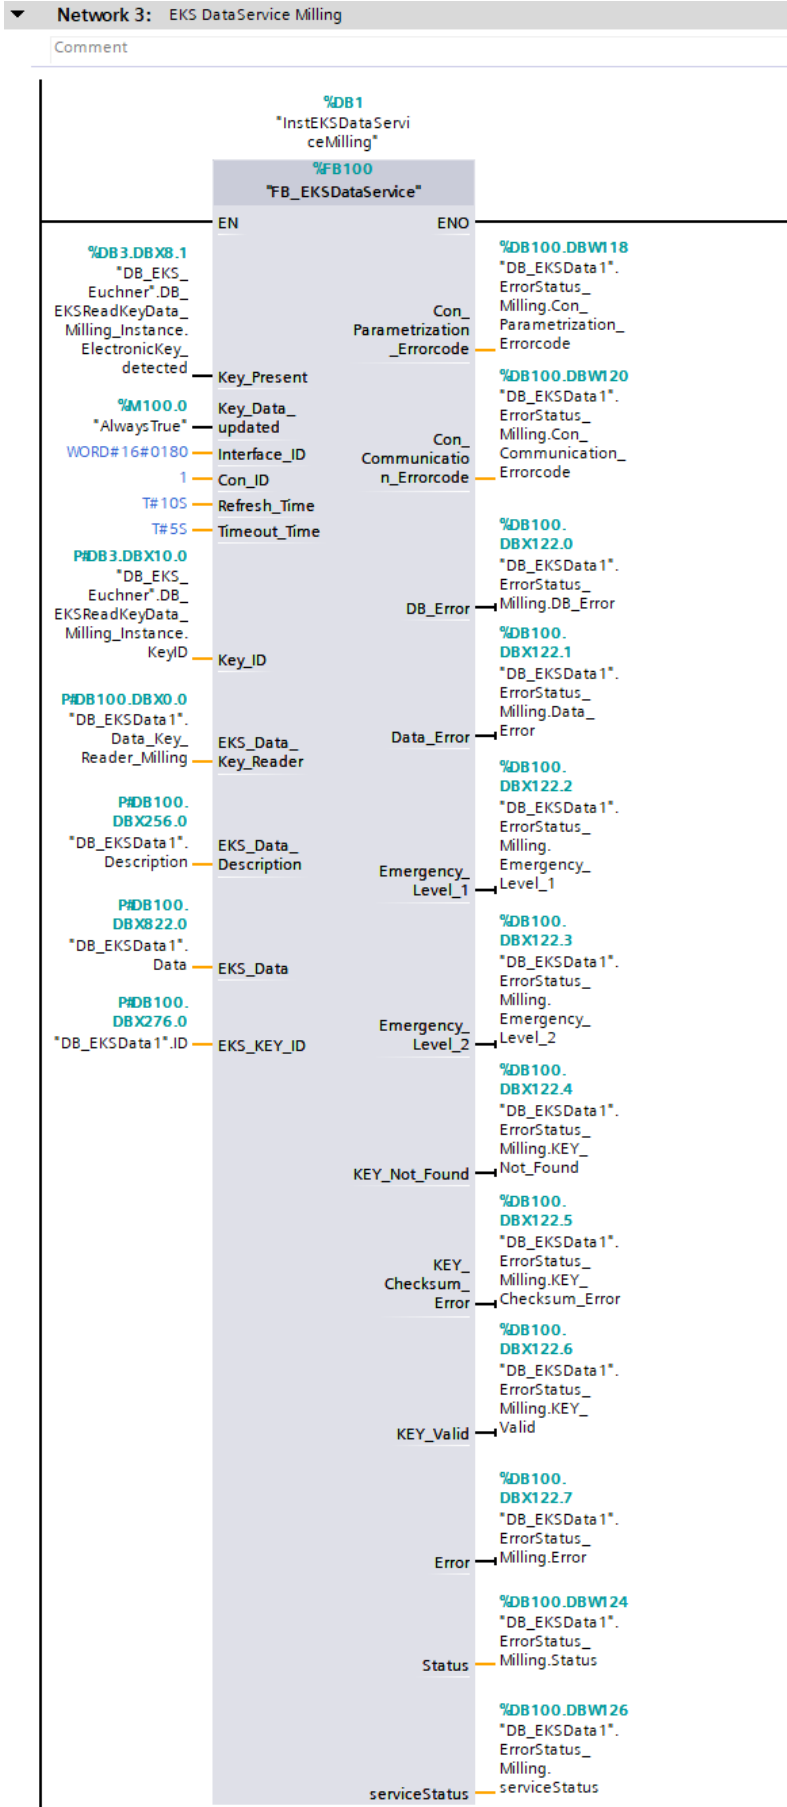 Network 3: EKS DataService Milling
Comment
%DB1
"InstEKSDataServi
ceMilling"
%FB100
"FB_EKSDataService"
EN
ENO
%DB3.DBX8.1
"DB_EKS_
Euchner".DB_
EKSReadKeyData_
Milling_Instance.
ElectronicKey_
detected
Key_Present
%M100.0
"AlwaysTrue"
Key_Data_
updated
WORD#16#0180
Interface_ID
1
Con_ID
T#10S
Refresh_Time
T#5S
Timeout_Time
P#DB3.DBX10.0
"DB_EKS_
Euchner".DB_
EKSReadKeyData_
Milling_Instance.
KeyID
Key_ID
P#DB100.DBX0.0
"DB_EKSData1".
Data_Key_
Reader_Milling
EKS_Data_
Key_Reader
P#DB100.
DBX256.0
"DB_EKSData1".
Description
EKS_Data_
Description
P#DB100.
DBX822.0
"DB_EKSData1".
Data
EKS_Data
P#DB100.
DBX276.0
"DB_EKSData1".ID
EKS_KEY_ID
Con_
Parametrization
_Errorcode
%DB100.DBW118
"DB_EKSData1".
ErrorStatus_
Milling.Con_
Parametrization_
Errorcode
Con_
Communicatio
n_Errorcode
%DB100.DBW120
"DB_EKSData1".
ErrorStatus_
Milling.Con_
Communication_
Errorcode
DB_Error
%DB100.
DBX122.0
"DB_EKSData1".
ErrorStatus_
Milling.DB_Error
Data_Error
%DB100.
DBX122.1
"DB_EKSData1".
ErrorStatus_
Milling.Data_
Error
Emergency_
Level_1
%DB100.
DBX122.2
"DB_EKSData1".
ErrorStatus_
Milling.
Emergency_
Level_1
Emergency_
Level_2
%DB100.
DBX122.3
"DB_EKSData1".
ErrorStatus_
Milling.
Emergency_
Level_2
KEY_Not_Found
%DB100.
DBX122.4
"DB_EKSData1".
ErrorStatus_
Milling.KEY_
Not_Found
KEY_
Checksum_
Error
%DB100.
DBX122.5
"DB_EKSData1".
ErrorStatus_
Milling.KEY_
Checksum_Error
KEY_Valid
%DB100.
DBX122.6
"DB_EKSData1".
ErrorStatus_
Milling.KEY_
Valid
Error
%DB100.
DBX122.7
"DB_EKSData1".
ErrorStatus_
Milling.Error
Status
%DB100.DBW124
"DB_EKSData1".
ErrorStatus_
Milling.Status
serviceStatus
%DB100.DBW126
"DB_EKSData1".
ErrorStatus_
Milling.
serviceStatus